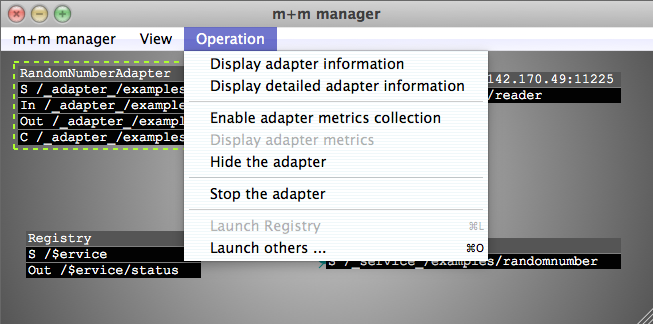 m+m manager
m+m manager View Operation
RandomNumberAdapter
S /_adapter_/examples
In /_adapter_/example
Out /_adapter_/example
C /_adapter_/examples
Display adapter information
Display detailed adapter information
Enable adapter metrics collection
Display adapter metrics
Hide the adapter
Stop the adapter
Launch Registry ⌘L
Launch others ... ⌘O
142.170.49:11225
/reader
Registry
S /$ervice
Out /$ervice/status
S /_service_/examples/randomnumber